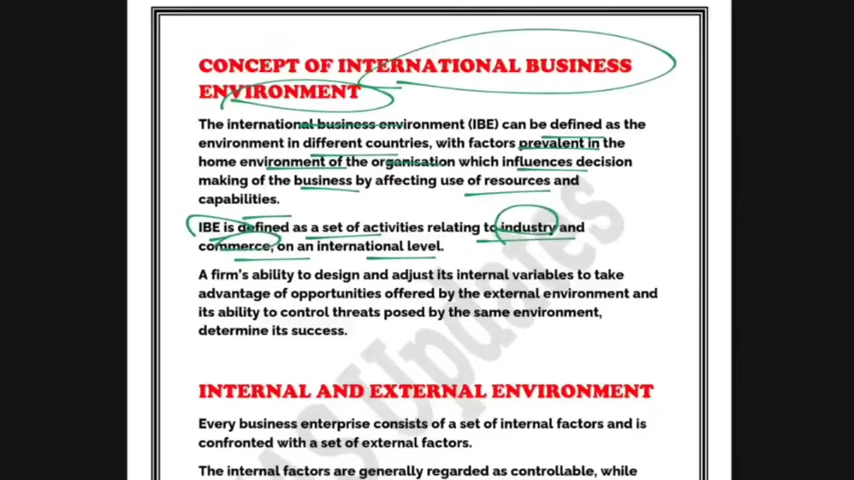 CONCEPT OF INTERNATIONAL BUSINESS
ENVIRONMENT
The international business environment (IBE) can be defined as the
environment in different countries, with factors prevalent in the
home environment of the organisation which influences decision
making of the business by affecting use of resources and
capabilities.
IBE is defined as a set of activities relating to industry and
commerce, on an international level.
A firm's ability to design and adjust its internal variables to take
advantage of opportunities offered by the external environment and
its ability to control threats posed by the same environment,
determine its success.
INTERNAL AND EXTERNAL ENVIRONMENT
Every business enterprise consists of a set of internal factors and is
confronted with a set of external factors.
The internal factors are generally regarded as controllable, while
Updates